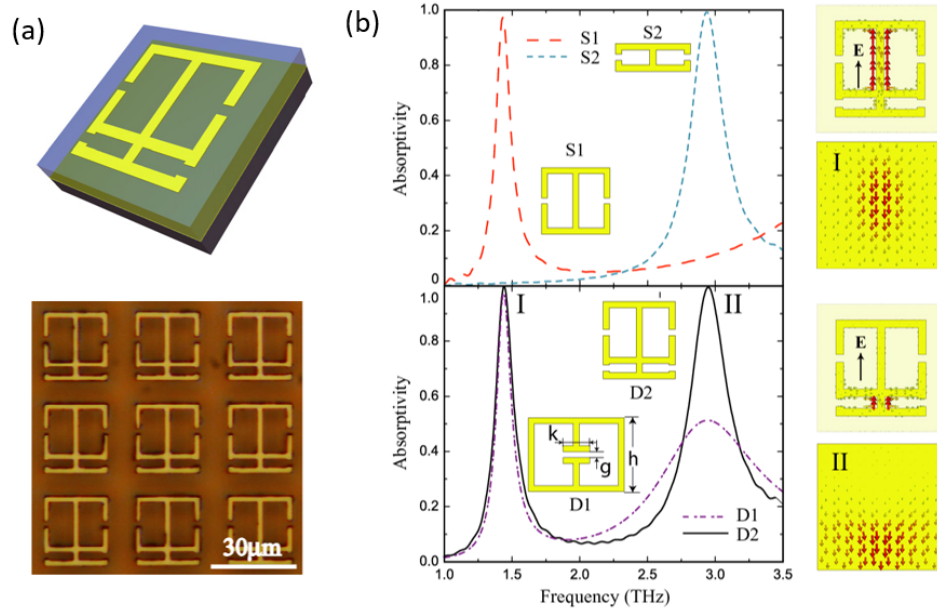 (a)
30μm
(b)
Absorptivity
1.0
0.8
0.6
0.4
0.2
0
S1
S2
S2
S1
Absorptivity
1.0
0.8
0.6
0.4
0.2
0.0
I
II
D2
k
g
h
D1
D1
D2
1.0 1.5 2.0 2.5 3.0 3.5
Frequency (THz)
E
I
E
II